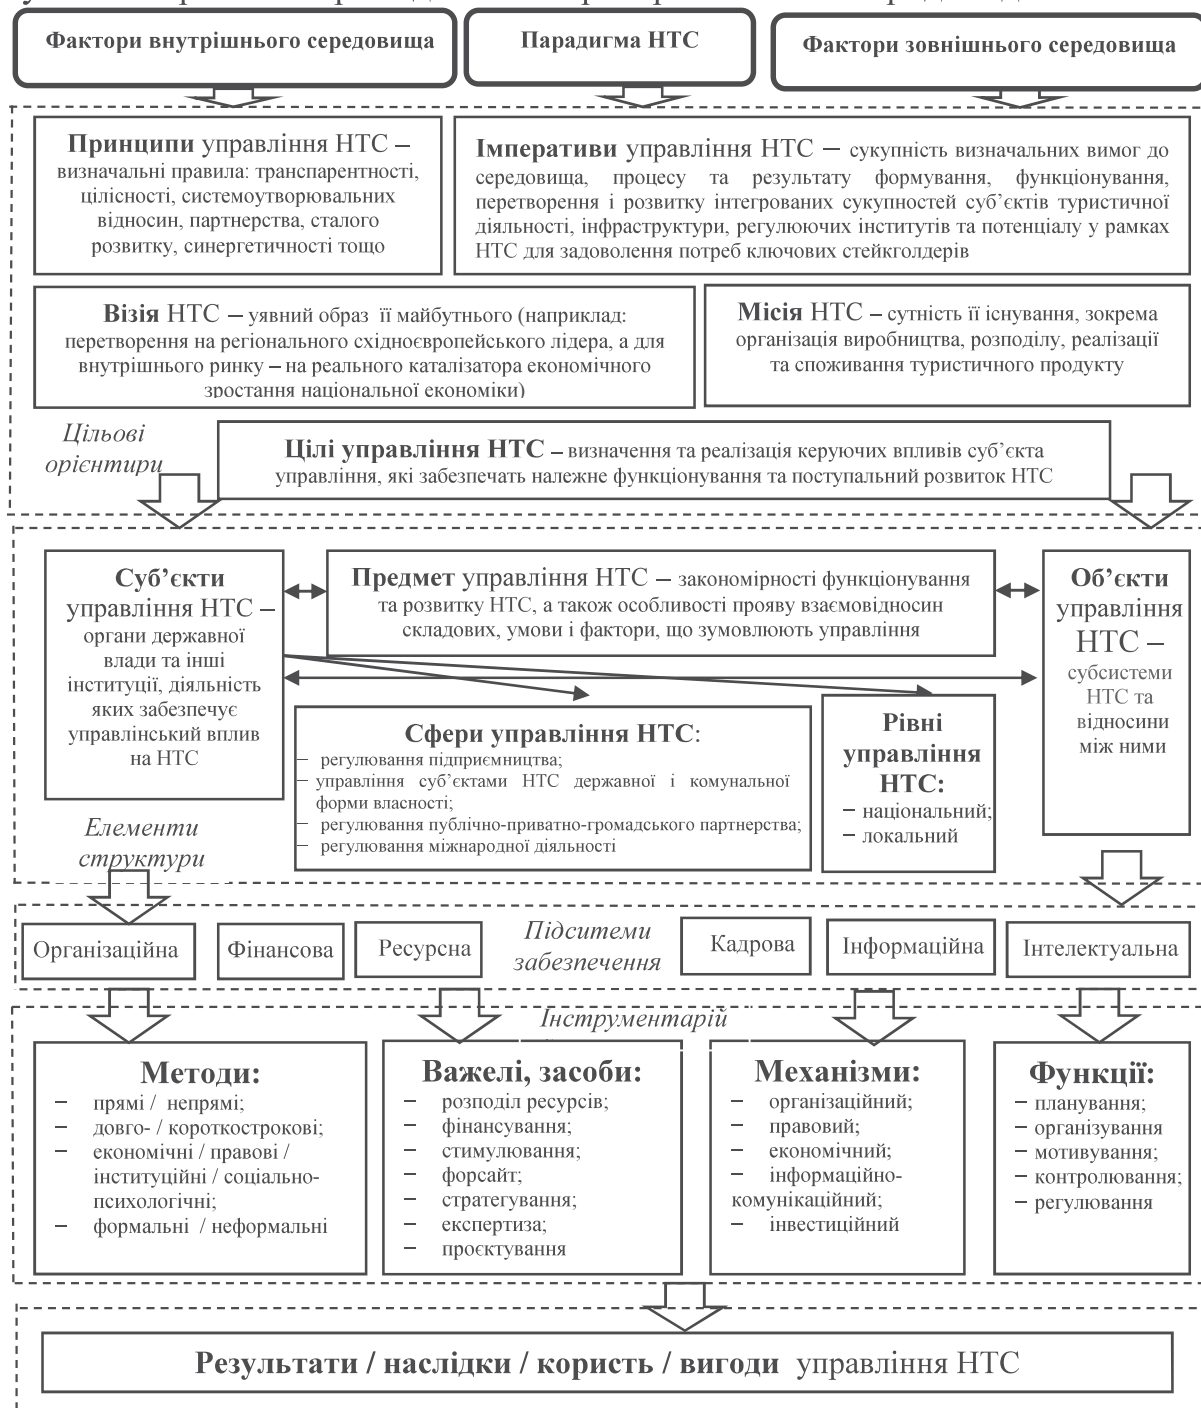 Фактори внутрішнього середовища
Парадигма НТС
Фактори зовнішнього середовища
Принципи управління НТС –
визначальні правила: транспарентності,
цілісності, системоутворювальних
відносин, партнерства, сталого
розвитку, синергетичності тощо
Імперативи управління НТС – сукупність визначальних вимог до
середовища, процесу та результату формування, функціонування,
перетворення і розвитку інтегрованих сукупностей суб’єктів туристичної
діяльності, інфраструктури, регулюючих інститутів та потенціалу у рамках
НТС для задоволення потреб ключових стейкголдерів
Візія НТС – уявний образ її майбутнього (наприклад:
перетворення на регіонального східноєвропейського лідера, а для
внутрішнього ринку – на реального каталізатора економічного
зростання національної економіки)
Місія НТС – сутність її існування, зокрема
організація виробництва, розподілу, реалізації
та споживання туристичного продукту
Цільові
орієнтири
Цілі управління НТС – визначення та реалізація керуючих впливів суб’єкта
управління, які забезпечать належне функціонування та поступальний розвиток НТС
Суб’єкти
управління НТС –
органи державної
влади та інші
інституції, діяльність
яких забезпечує
управлінський вплив
на НТС
Предмет управління НТС – закономірності функціонування
та розвитку НТС, а також особливості прояву взаємовідносин
складових, умови і фактори, що зумовлюють управління
Об’єкти
управління
НТС –
субсистеми
НТС та
відносини
між ними
Сфери управління НТС:
– регулювання підприємництва;
– управління суб’єктами НТС державної і комунальної
форми власності;
– регулювання публічно-приватно-громадського партнерства;
– регулювання міжнародної діяльності
Рівні
управління
НТС:
– національний;
– локальний
Елементи
структури
Організаційна
Фінансова
Ресурсна
Підситеми
забезпечення
Кадрова
Інформаційна
Інтелектуальна
Інструментарій
Методи:
– прямі / непрямі;
– довго- / короткострокові;
– економічні / правові /
інституційні / соціально-
психологічні;
– формальні / неформальні
Важелі, засоби:
– розподіл ресурсів;
– фінансування;
– стимулювання;
– форсайт;
– стратегування;
– експертиза;
– проєктування
Механізми:
– організаційний;
– правовий;
– економічний;
– інформаційно-
комунікаційний;
– інвестиційний
Функції:
– планування;
– організування
– мотивування;
– контролювання;
– регулювання
Результати / наслідки / користь / вигоди управління НТС